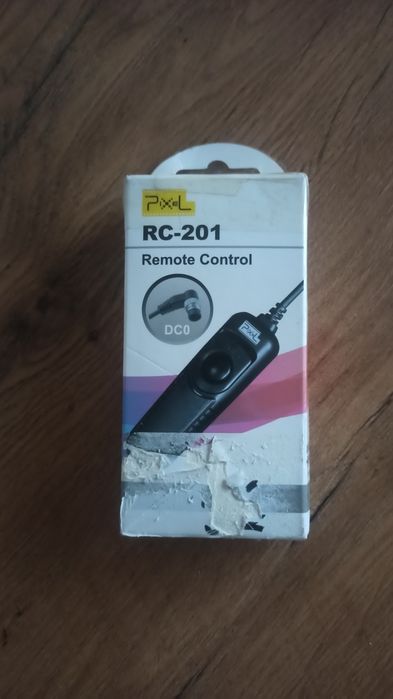 PixeL
RC-201
Remote Control
DC0
PixeL